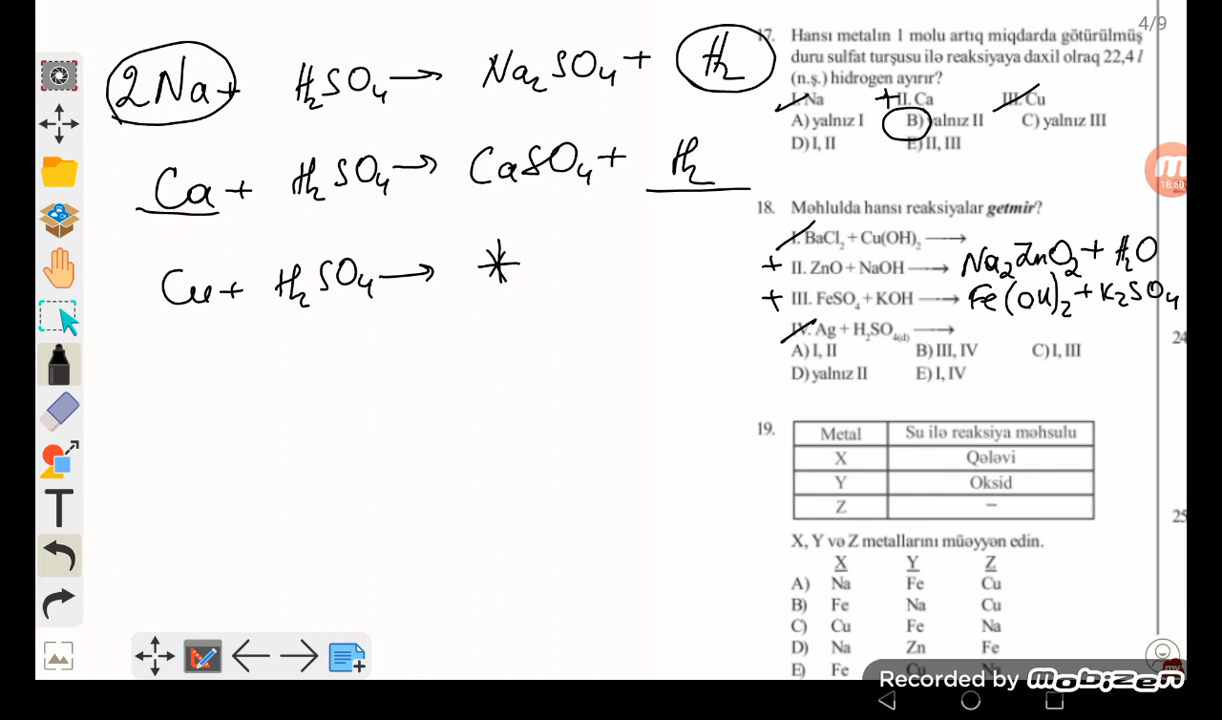 2Na + H₂SO₄ → Na₂SO₄ + H₂
Ca + H₂SO₄ → CaSO₄ + H₂
Cu + H₂SO₄ →
4/9
17. Hansı metalın 1 molu artıq miqdarda götürülmüş
duru sulfat turşusu ilə reaksiyaya daxil olraq 22,4 l
(n.ş.) hidrogen ayırır?
I. Na + II. Ca III. Cu
A) yalnız I B) yalnız II C) yalnız III
D) I, II E) II, III
18. Məhlulda hansı reaksiyalar getmir?
I. BaCl₂ + Cu(OH)₂ →
+ II. ZnO + NaOH → Na₂ZnO₂ + H₂O
+ III. FeSO₄ + KOH → Fe(OH)₂ + K₂SO₄
IV. Ag + H₂SO₄(d) →
A) I, II B) III, IV C) I, III
D) yalnız II E) I, IV
19.
Metal Su ilə reaksiya məhsulu
X Qələvi
Y Oksid
Z –
X, Y və Z metallarını müəyyən edin.
X Y Z
A) Na Fe Cu
B) Fe Na Cu
C) Cu Fe Na
D) Na Zn Fe
E) Fe
24
25
T
18:50
Recorded by mobizen